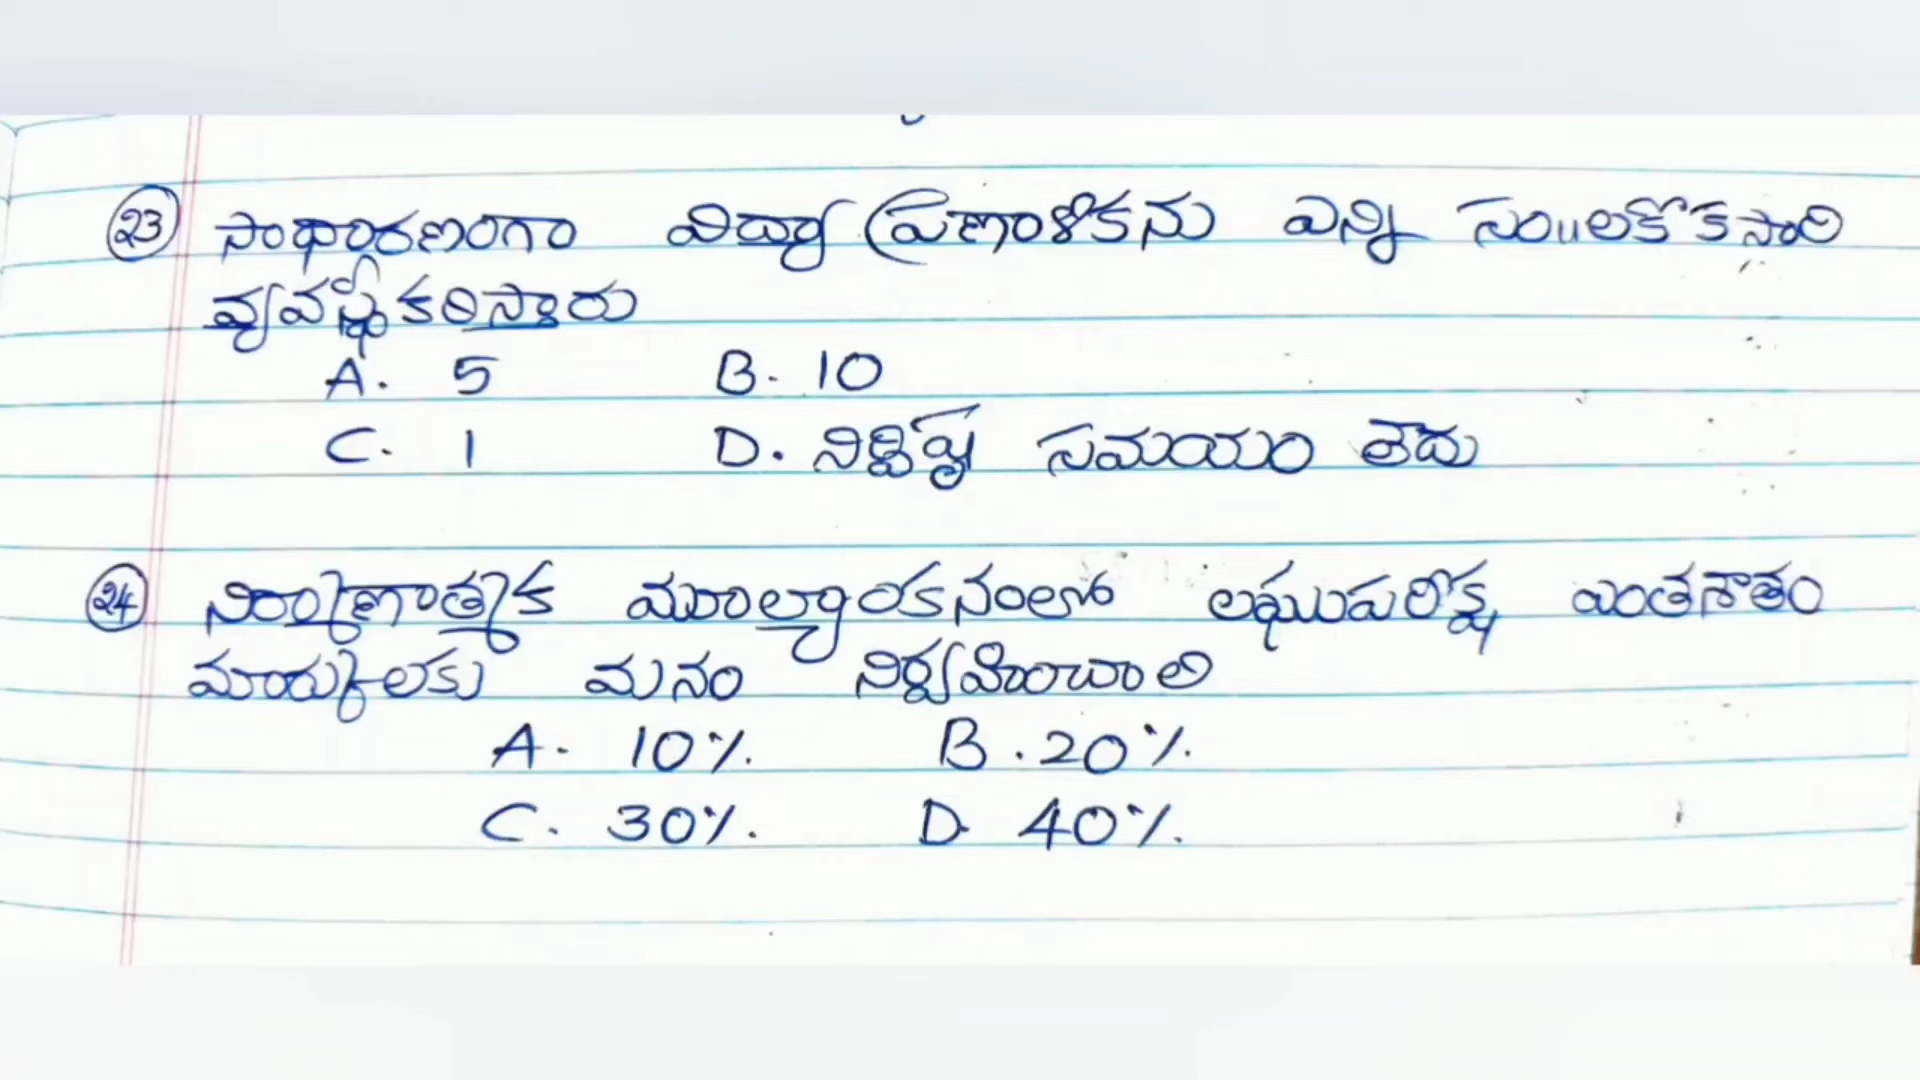 23 సాధారణంగా విద్యా ప్రణాళికను ఎన్ని సం॥లకొకసారి
వ్యవస్థీకరిస్తారు
A. 5 B. 10
C. 1 D. నిర్దిష్ట సమయం లేదు
24 నిర్మాణాత్మక మూల్యాంకనంలో లఘుపరీక్ష ఎంతశాతం
మార్కులకు మనం నిర్వహించాలి
A. 10% B. 20%.
C. 30%. D. 40%.